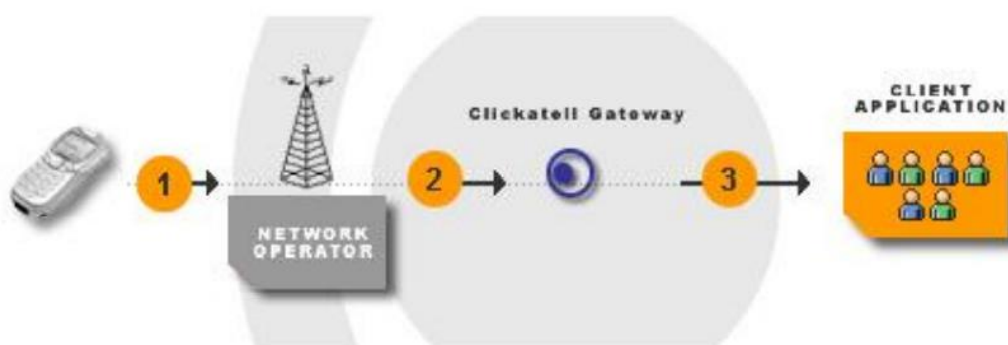 Clickatell Gateway
CLIENT
APPLICATION
1
2
3
NETWORK
OPERATOR